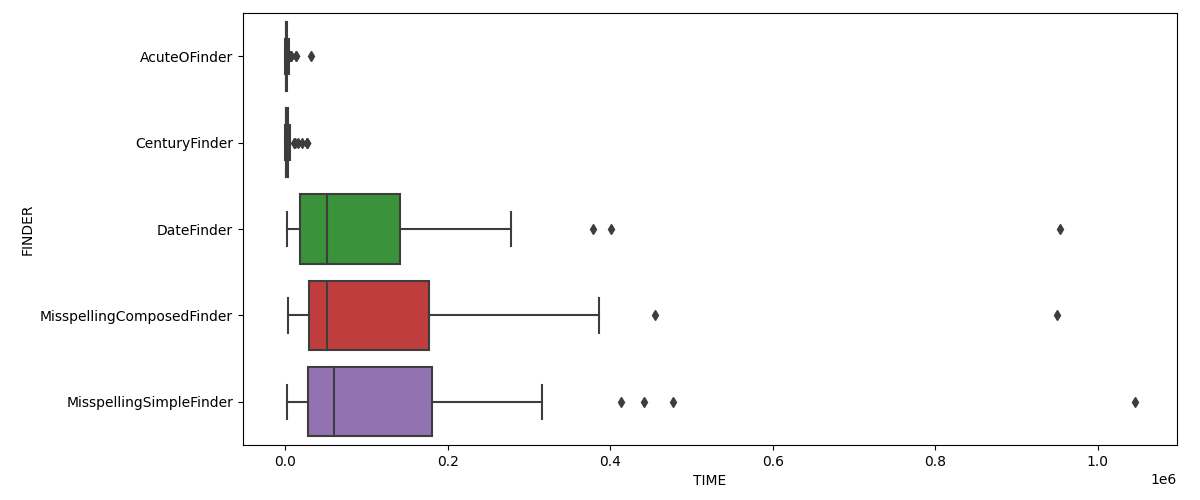 AcuteOFinder
CenturyFinder
DateFinder
MisspellingComposedFinder
MisspellingSimpleFinder
FINDER
0.0 0.2 0.4 0.6 0.8 1.0
TIME
1e6